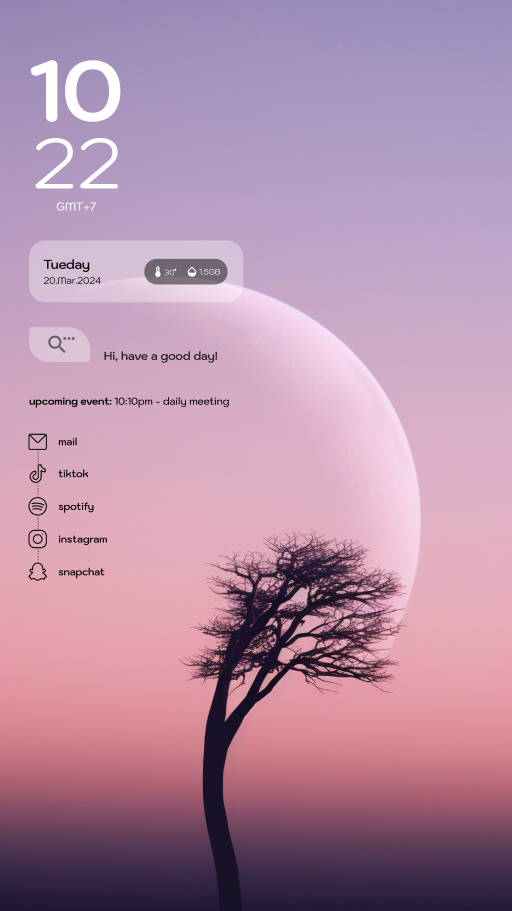 10
22
GMT+7
Tueday
20.Mar.2024
30°
1.5GB
Hi, have a good day!
upcoming event: 10:10pm - daily meeting
mail
tiktok
spotify
instagram
snapchat